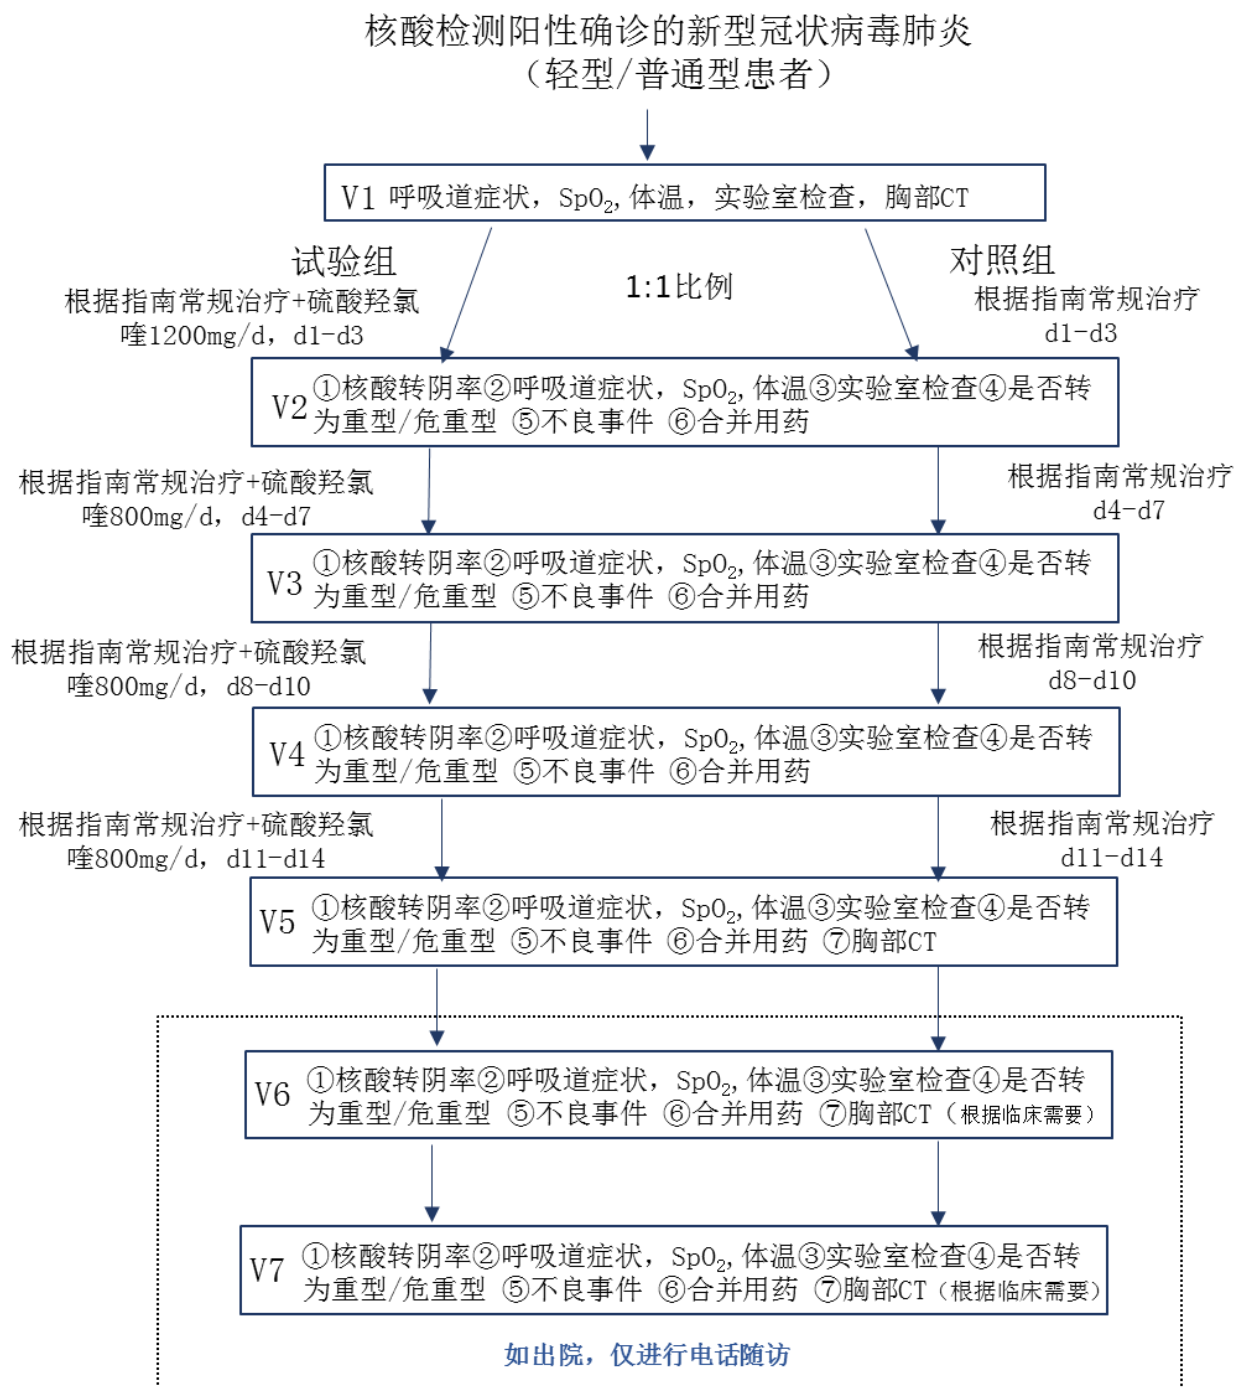 核酸检测阳性确诊的新型冠状病毒肺炎
（轻型/普通型患者）
V1 呼吸道症状，SpO₂,体温，实验室检查，胸部CT
试验组
对照组
1:1比例
根据指南常规治疗+硫酸羟氯
喹1200mg/d，d1-d3
根据指南常规治疗
d1-d3
V2
①核酸转阴率②呼吸道症状，SpO₂,体温③实验室检查④是否转
为重型/危重型 ⑤不良事件 ⑥合并用药
根据指南常规治疗+硫酸羟氯
喹800mg/d，d4-d7
根据指南常规治疗
d4-d7
V3
①核酸转阴率②呼吸道症状，SpO₂,体温③实验室检查④是否转
为重型/危重型 ⑤不良事件 ⑥合并用药
根据指南常规治疗+硫酸羟氯
喹800mg/d，d8-d10
根据指南常规治疗
d8-d10
V4
①核酸转阴率②呼吸道症状，SpO₂,体温③实验室检查④是否转
为重型/危重型 ⑤不良事件 ⑥合并用药
根据指南常规治疗+硫酸羟氯
喹800mg/d，d11-d14
根据指南常规治疗
d11-d14
V5
①核酸转阴率②呼吸道症状，SpO₂,体温③实验室检查④是否转
为重型/危重型 ⑤不良事件 ⑥合并用药 ⑦胸部CT
V6
①核酸转阴率②呼吸道症状，SpO₂,体温③实验室检查④是否转
为重型/危重型 ⑤不良事件 ⑥合并用药 ⑦胸部CT（根据临床需要）
V7
①核酸转阴率②呼吸道症状，SpO₂,体温③实验室检查④是否转
为重型/危重型 ⑤不良事件 ⑥合并用药 ⑦胸部CT（根据临床需要）
如出院，仅进行电话随访